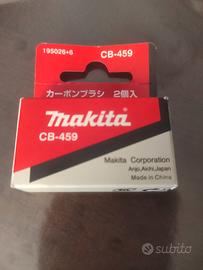 195026-6
CB-459
カーボンブラシ 2個入
makita
CB-459
Makita Corporation
Anjo, Aichi, Japan
Made in China
subito